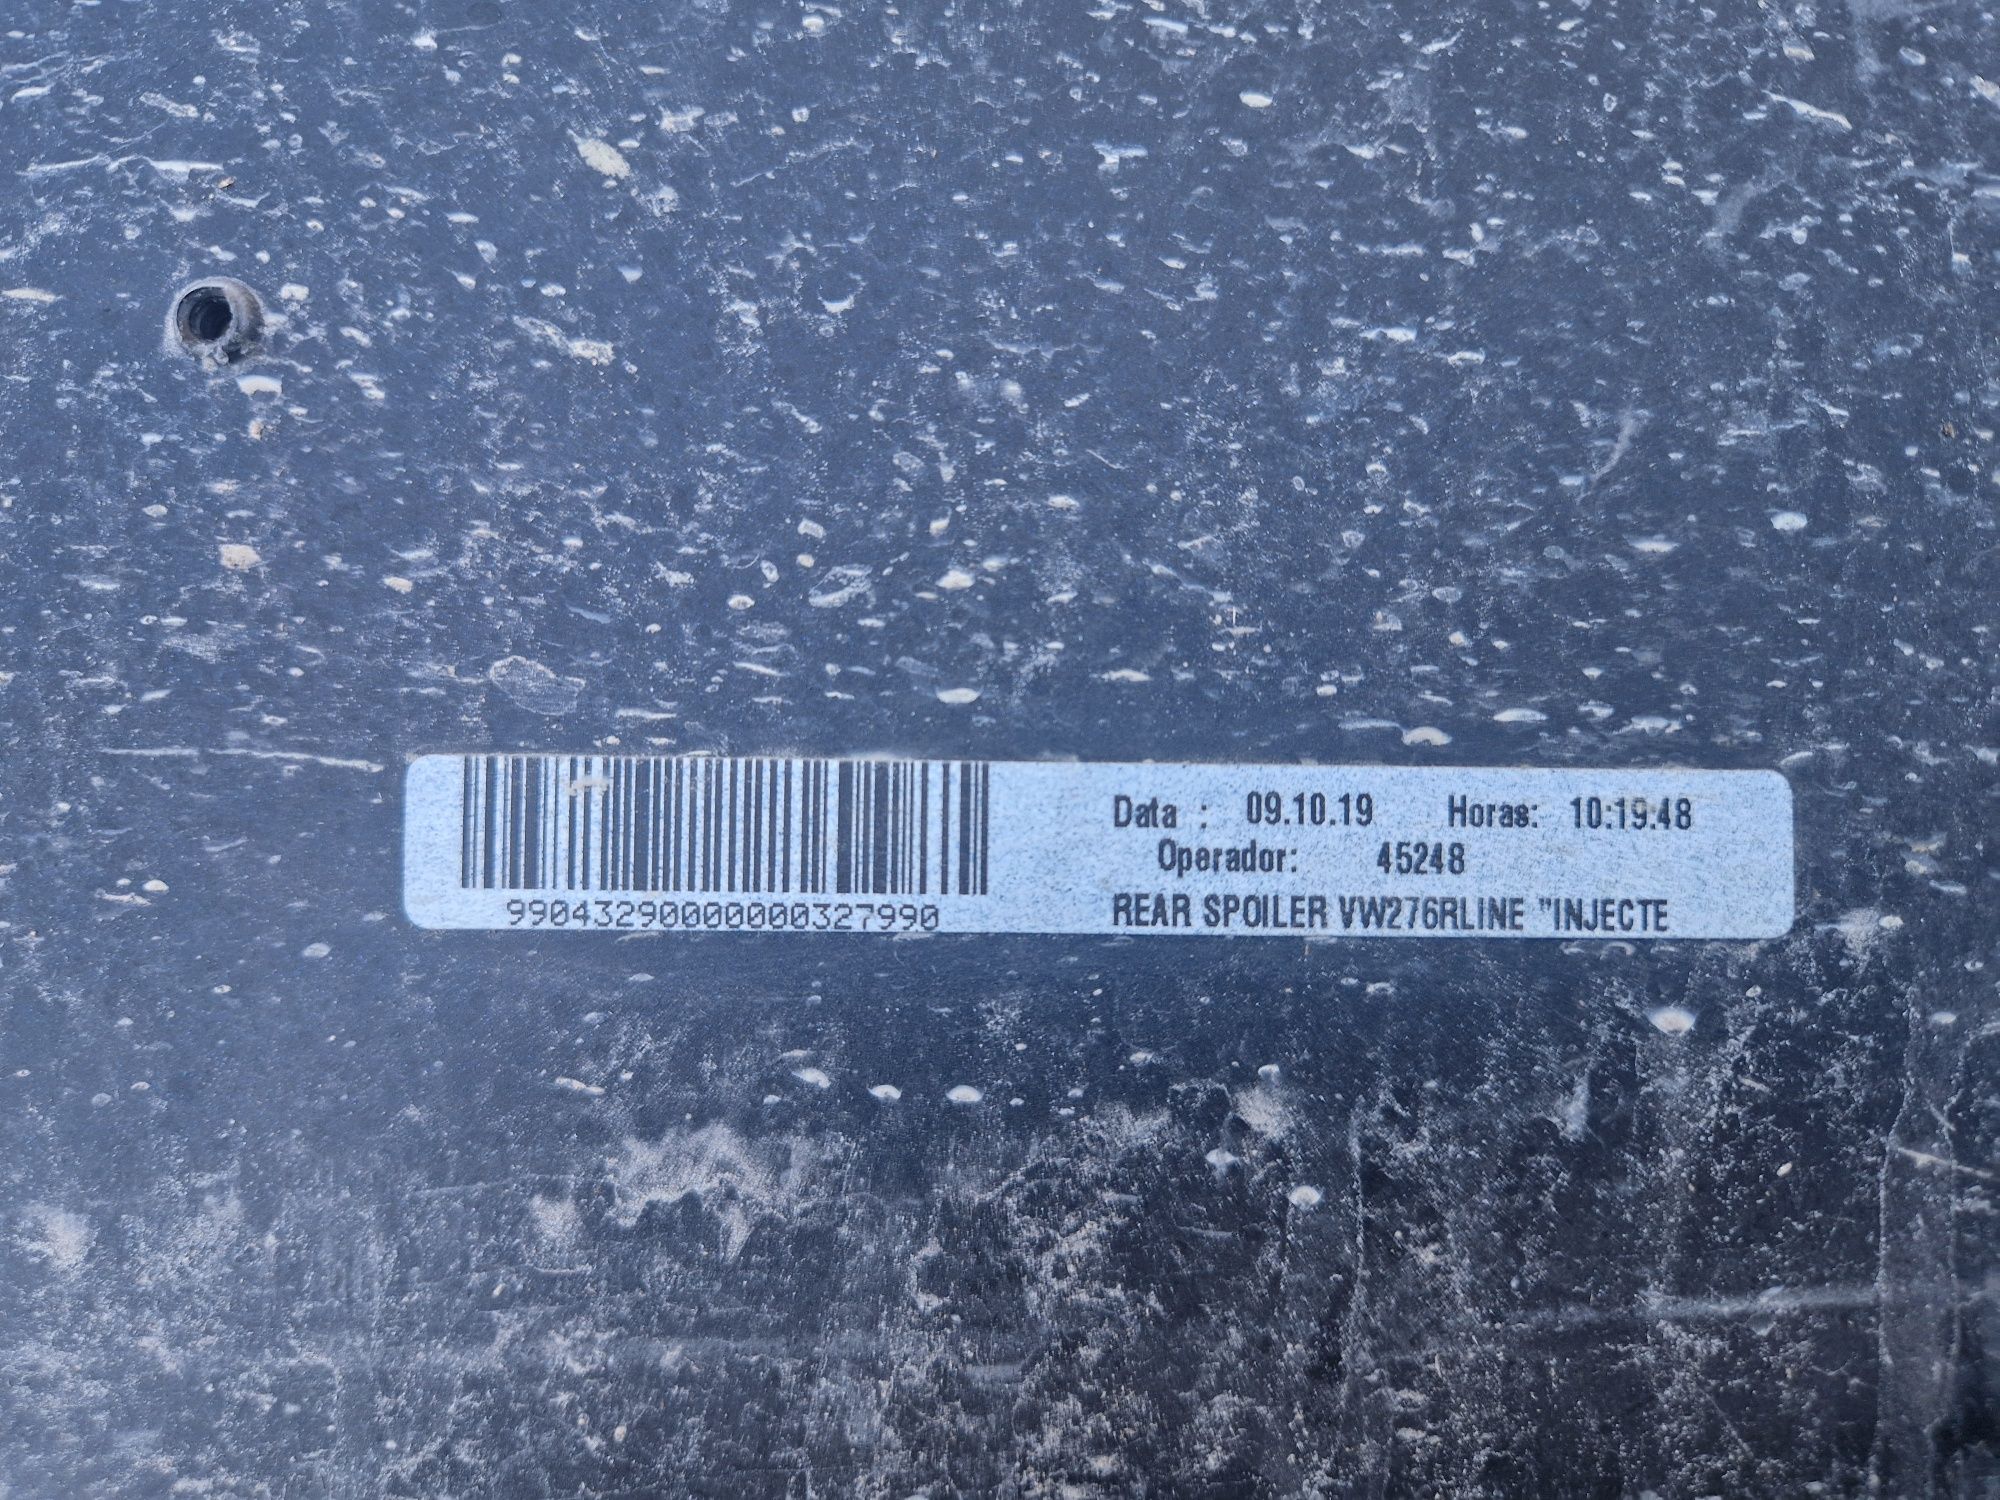 Data : 09.10.19 Horas: 10:19:48
Operador: 45248
99043290000000327990 REAR SPOILER VW276RLINE "INJECTE